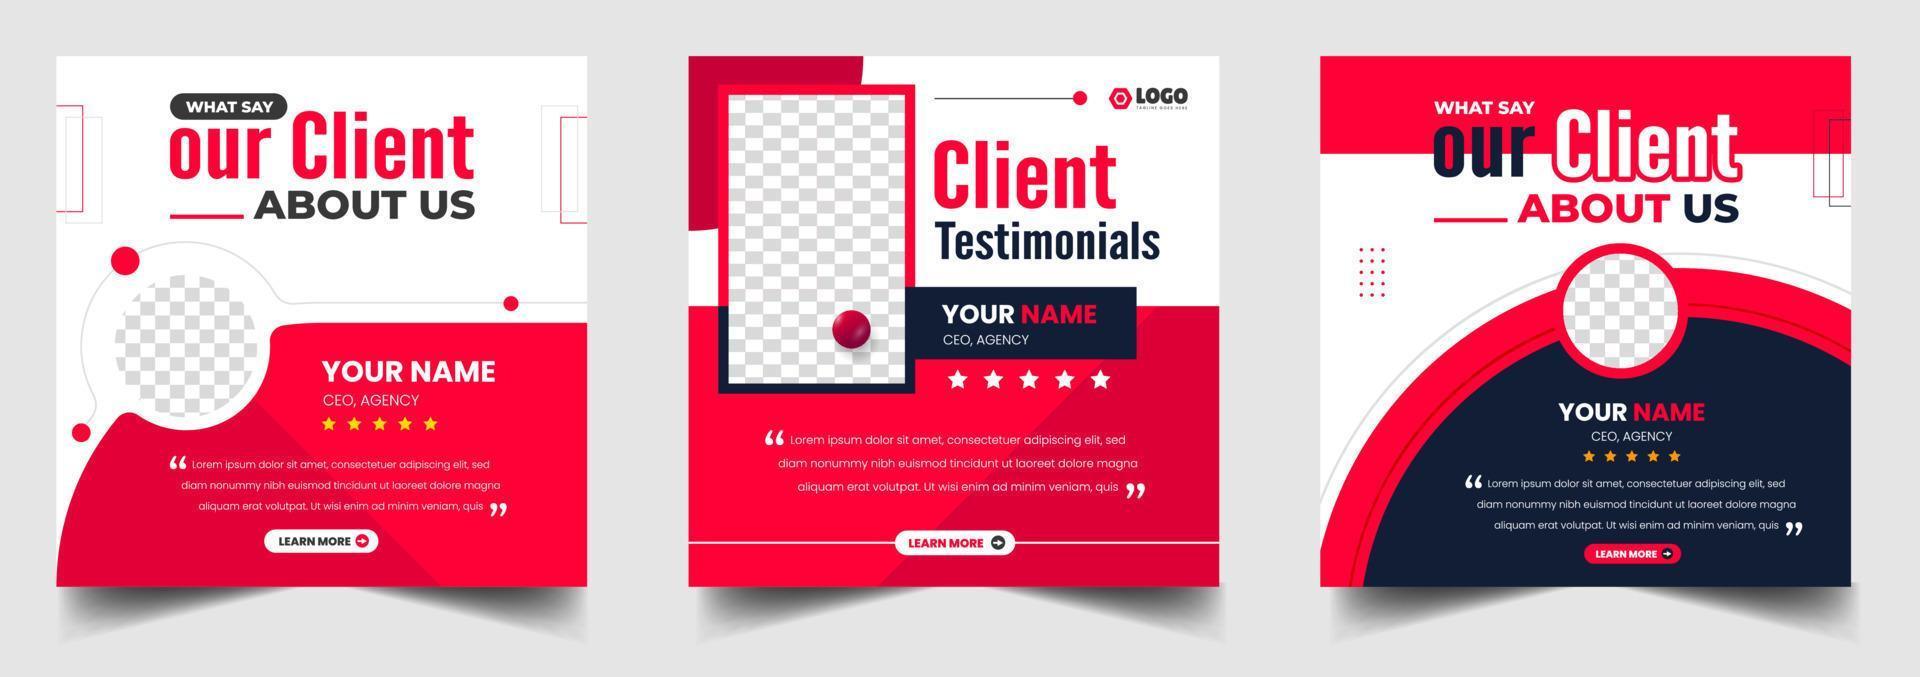 WHAT SAY
our Client
ABOUT US
YOUR NAME
CEO, AGENCY
“ Lorem ipsum dolor sit amet, consectetuer adipiscing elit, sed
diam nonummy nibh euismod tincidunt ut laoreet dolore magna
aliquam erat volutpat. Ut wisi enim ad minim veniam, quis ”
LEARN MORE
LOGO
TAGLINE GOES HERE
Client
Testimonials
YOUR NAME
CEO, AGENCY
“ Lorem ipsum dolor sit amet, consectetuer adipiscing elit, sed
diam nonummy nibh euismod tincidunt ut laoreet dolore magna
aliquam erat volutpat. Ut wisi enim ad minim veniam, quis ”
LEARN MORE
WHAT SAY
our Client
ABOUT US
YOUR NAME
CEO, AGENCY
“ Lorem ipsum dolor sit amet, consectetuer adipiscing elit, sed
diam nonummy nibh euismod tincidunt ut laoreet dolore magna
aliquam erat volutpat. Ut wisi enim ad minim veniam, quis ”
LEARN MORE